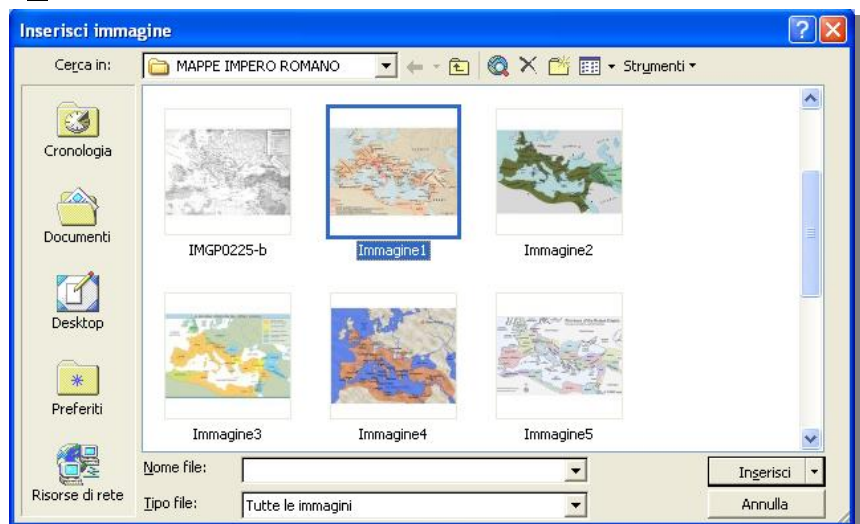 Inserisci immagine
Cerca in: MAPPE IMPERO ROMANO Strumenti
Cronologia
Documenti
Desktop
Preferiti
Risorse di rete
IMGP0225-b Immagine1 Immagine2
Immagine3 Immagine4 Immagine5
Nome file: Inserisci
Tipo file: Tutte le immagini Annulla